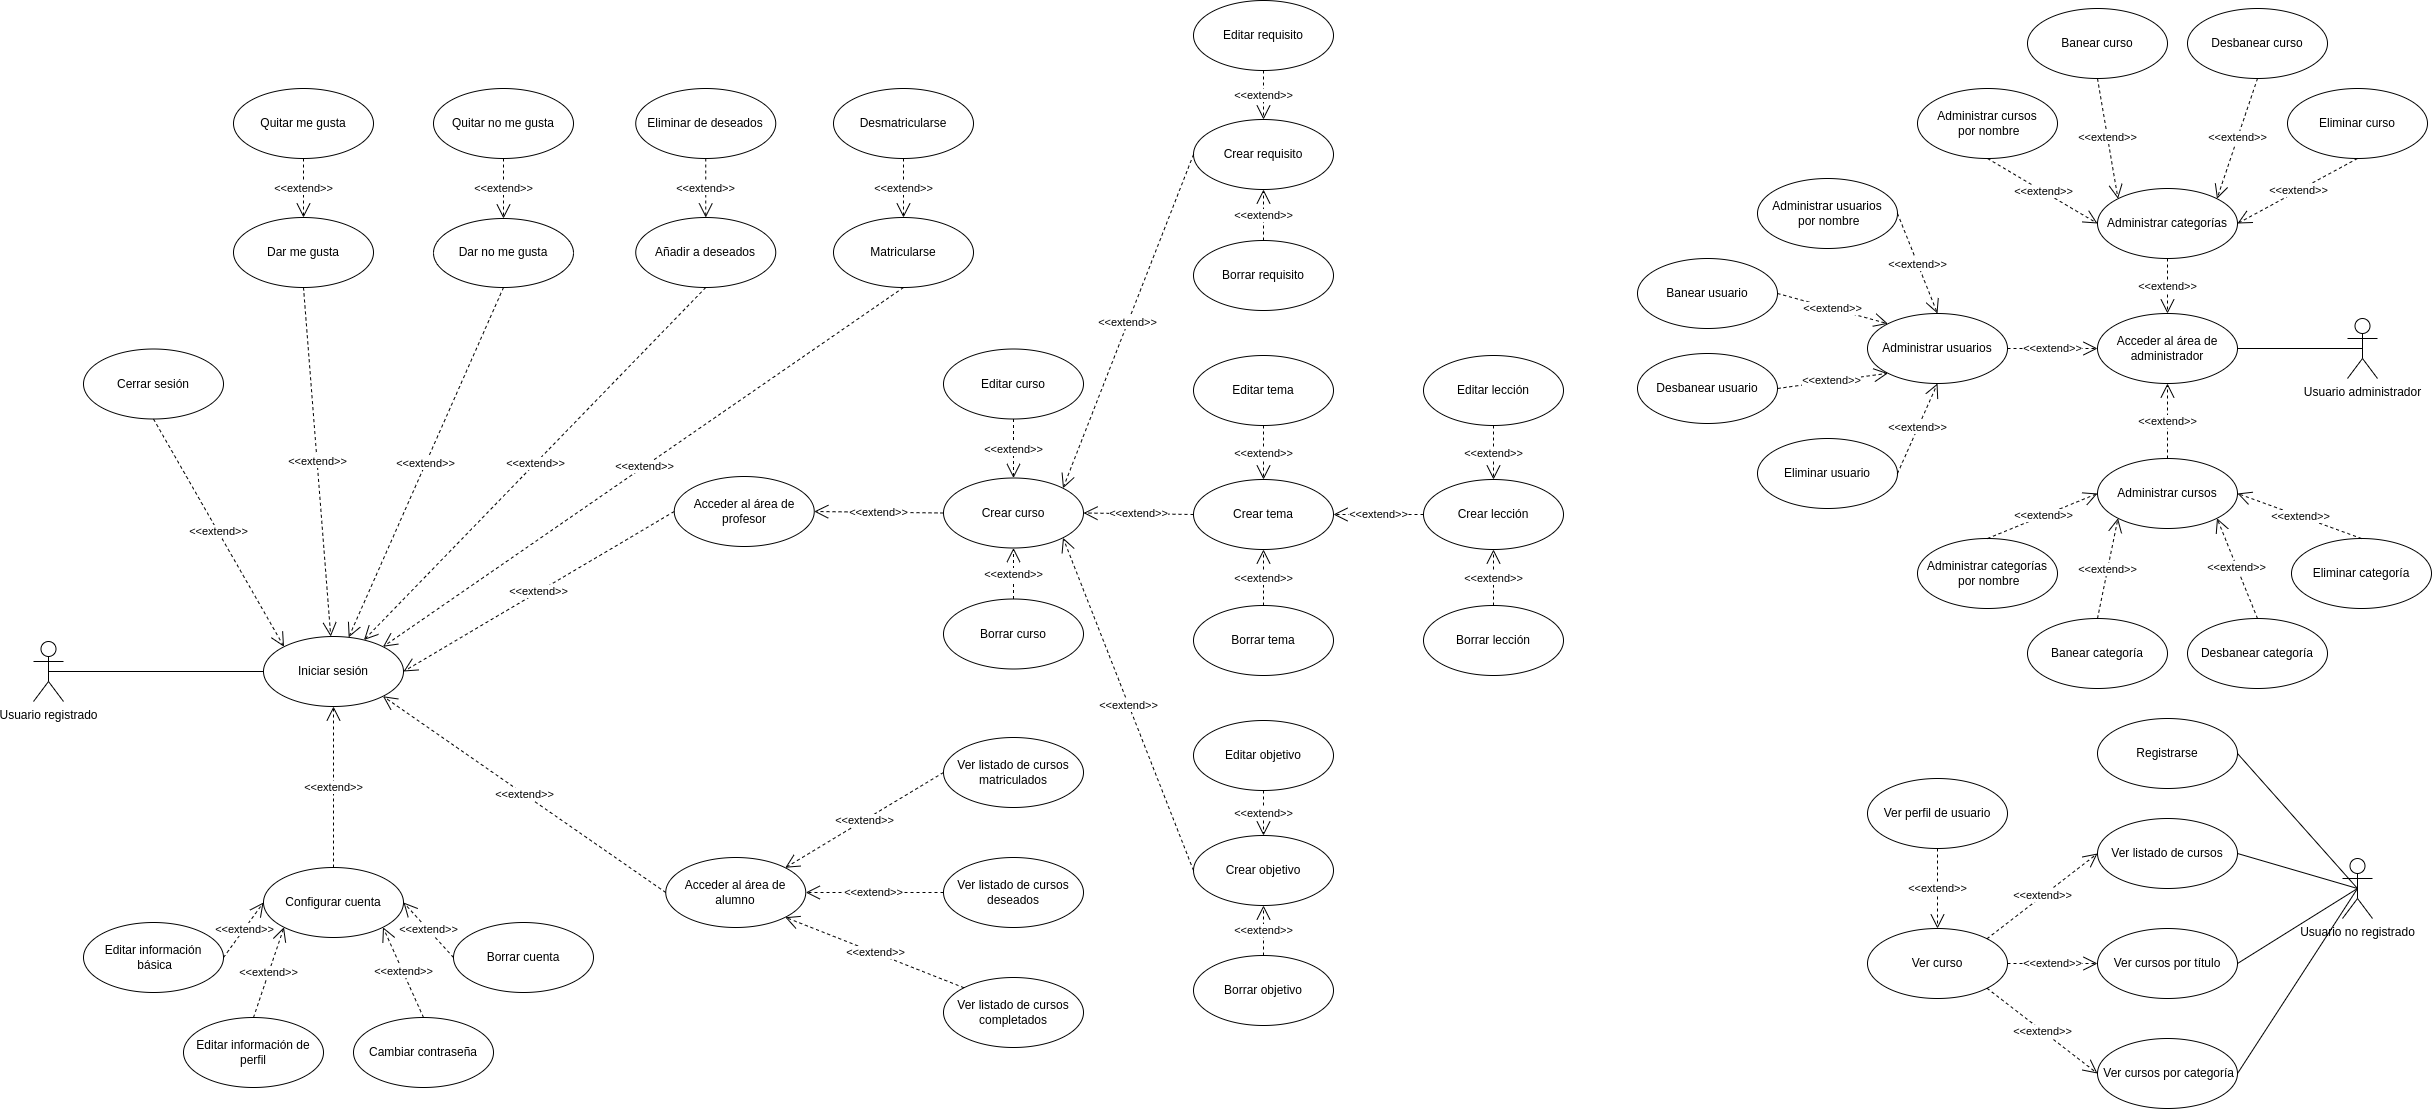 Editar requisito
<<extend>>
Crear requisito
<<extend>>
Borrar requisito
<<extend>>
Quitar me gusta
<<extend>>
Dar me gusta
<<extend>>
Quitar no me gusta
<<extend>>
Dar no me gusta
<<extend>>
Eliminar de deseados
<<extend>>
Añadir a deseados
<<extend>>
Desmatricularse
<<extend>>
Matricularse
<<extend>>
Cerrar sesión
<<extend>>
Acceder al área de
profesor
<<extend>>
<<extend>>
Editar curso
<<extend>>
Crear curso
<<extend>>
Borrar curso
<<extend>>
Editar tema
<<extend>>
Crear tema
<<extend>>
Borrar tema
<<extend>>
Editar lección
<<extend>>
Crear lección
<<extend>>
Borrar lección
Iniciar sesión
Usuario registrado
<<extend>>
Configurar cuenta
<<extend>>
Editar información
básica
<<extend>>
Editar información de
perfil
<<extend>>
Cambiar contraseña
<<extend>>
Borrar cuenta
<<extend>>
Acceder al área de
alumno
<<extend>>
Ver listado de cursos
matriculados
<<extend>>
Ver listado de cursos
deseados
<<extend>>
Ver listado de cursos
completados
<<extend>>
Editar objetivo
<<extend>>
Crear objetivo
<<extend>>
Borrar objetivo
Banear curso
<<extend>>
Desbanear curso
<<extend>>
Administrar cursos
por nombre
<<extend>>
Eliminar curso
<<extend>>
Administrar categorías
<<extend>>
Administrar usuarios
por nombre
<<extend>>
Banear usuario
<<extend>>
Desbanear usuario
<<extend>>
Eliminar usuario
<<extend>>
Administrar usuarios
<<extend>>
Acceder al área de
administrador
Usuario administrador
<<extend>>
Administrar cursos
<<extend>>
Administrar categorías
por nombre
<<extend>>
Banear categoría
<<extend>>
Desbanear categoría
<<extend>>
Eliminar categoría
Registrarse
Ver perfil de usuario
<<extend>>
Ver listado de cursos
<<extend>>
Ver curso
<<extend>>
Ver cursos por título
Usuario no registrado
<<extend>>
Ver cursos por categoría